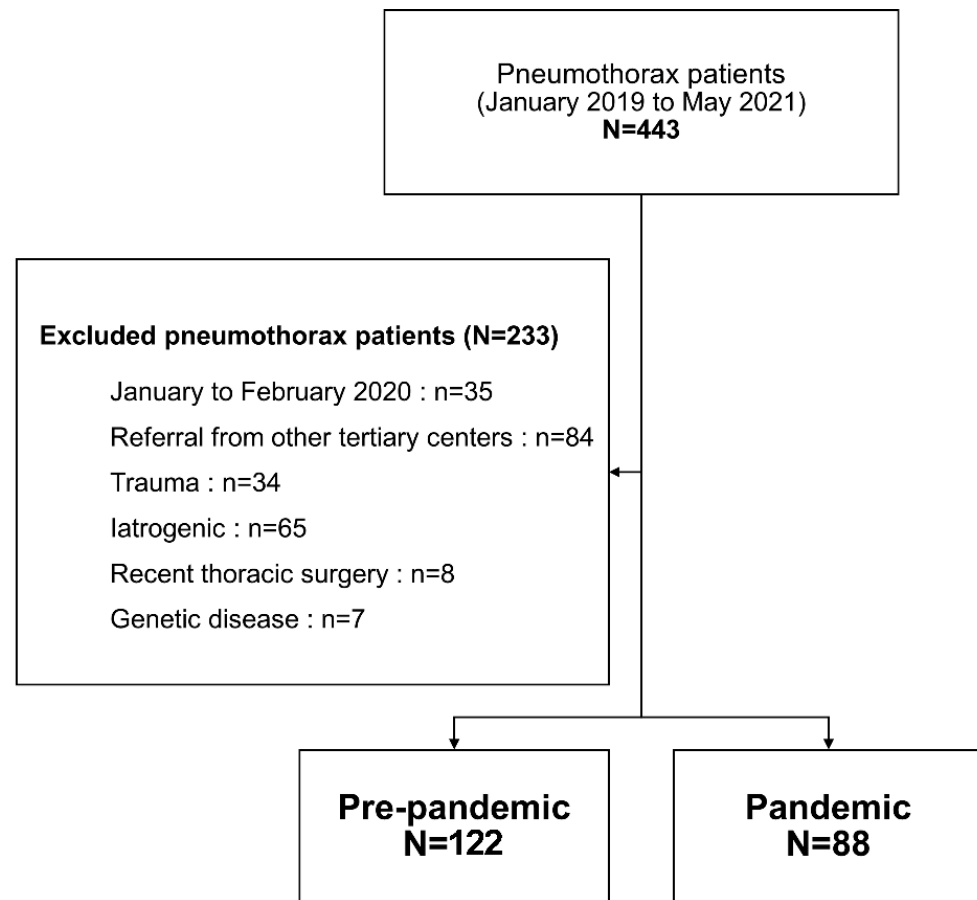 Pneumothorax patients
(January 2019 to May 2021)
N=443
Excluded pneumothorax patients (N=233)
January to February 2020 : n=35
Referral from other tertiary centers : n=84
Trauma : n=34
Iatrogenic : n=65
Recent thoracic surgery : n=8
Genetic disease : n=7
Pre-pandemic
N=122
Pandemic
N=88